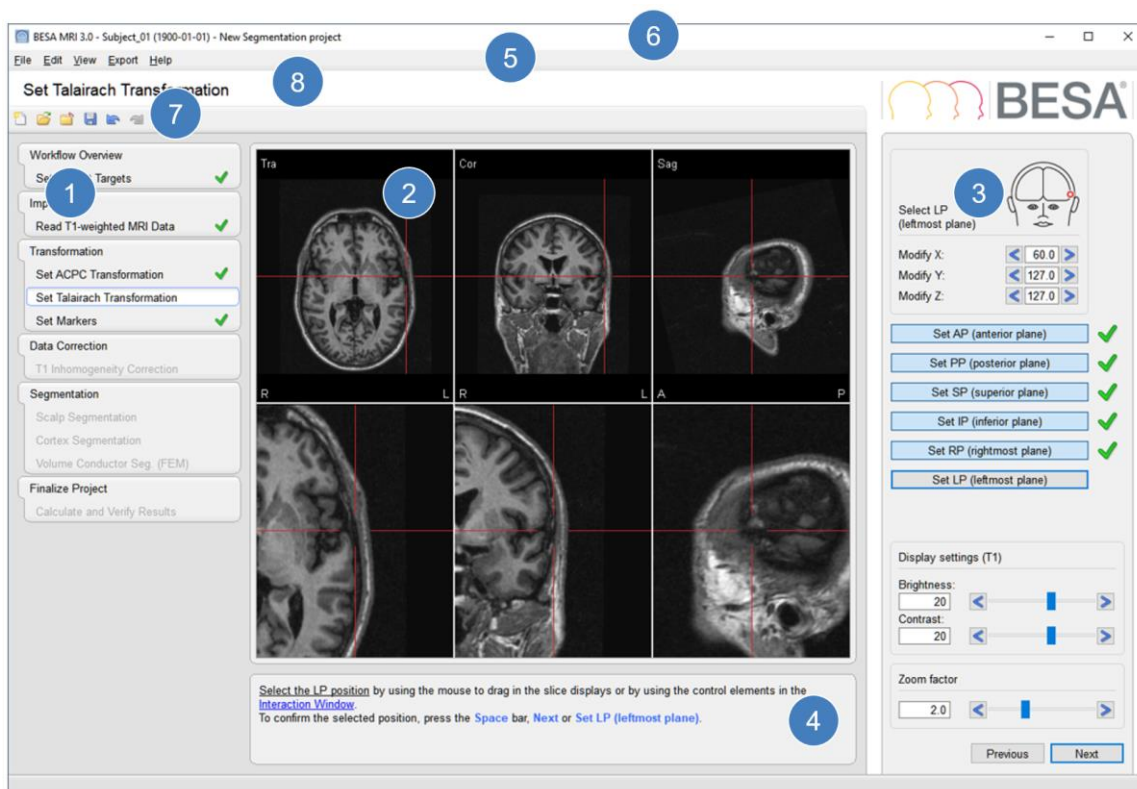 6
BESA MRI 3.0 - Subject_01 (1900-01-01) - New Segmentation project
5
File Edit View Export Help
8
Set Talairach Transformation
BESA®
7
Workflow Overview
Targets
1
Read T1-weighted MRI Data
Transformation
Set ACPC Transformation
Set Talairach Transformation
Set Markers
Data Correction
T1 Inhomogeneity Correction
Segmentation
Scalp Segmentation
Cortex Segmentation
Volume Conductor Seg. (FEM)
Finalize Project
Calculate and Verify Results
Tra Cor Sag
2
R L R L A P
Select the LP position by using the mouse to drag in the slice displays or by using the control elements in the
Interaction Window.
To confirm the selected position, press the Space bar, Next or Set LP (leftmost plane).
4
3
Select LP
(leftmost plane)
Modify X: 60.0
Modify Y: 127.0
Modify Z: 127.0
Set AP (anterior plane)
Set PP (posterior plane)
Set SP (superior plane)
Set IP (inferior plane)
Set RP (rightmost plane)
Set LP (leftmost plane)
Display settings (T1)
Brightness:
20
Contrast:
20
Zoom factor
2.0
Previous Next